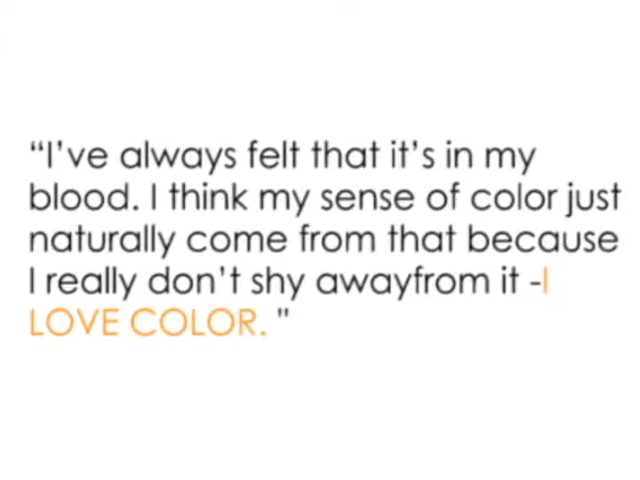 “I’ve always felt that it’s in my
blood. I think my sense of color just
naturally come from that because
I really don’t shy awayfrom it -I
LOVE COLOR. "